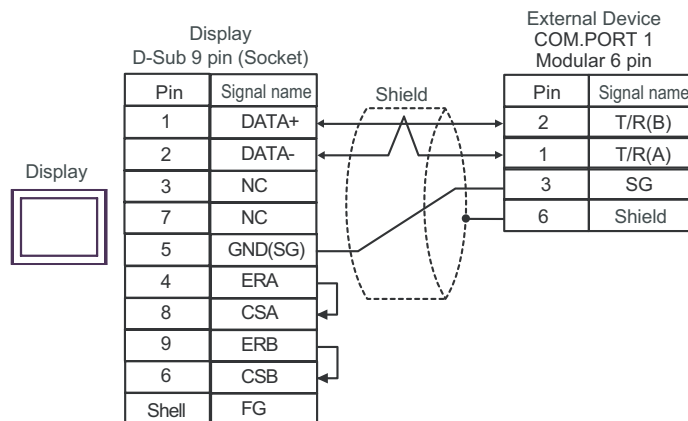 Display
D-Sub 9 pin (Socket)
External Device
COM.PORT 1
Modular 6 pin
Pin Signal name
Shield
Pin Signal name
1 DATA+
2 T/R(B)
2 DATA-
1 T/R(A)
Display
3 NC
3 SG
7 NC
6 Shield
5 GND(SG)
4 ERA
8 CSA
9 ERB
6 CSB
Shell FG